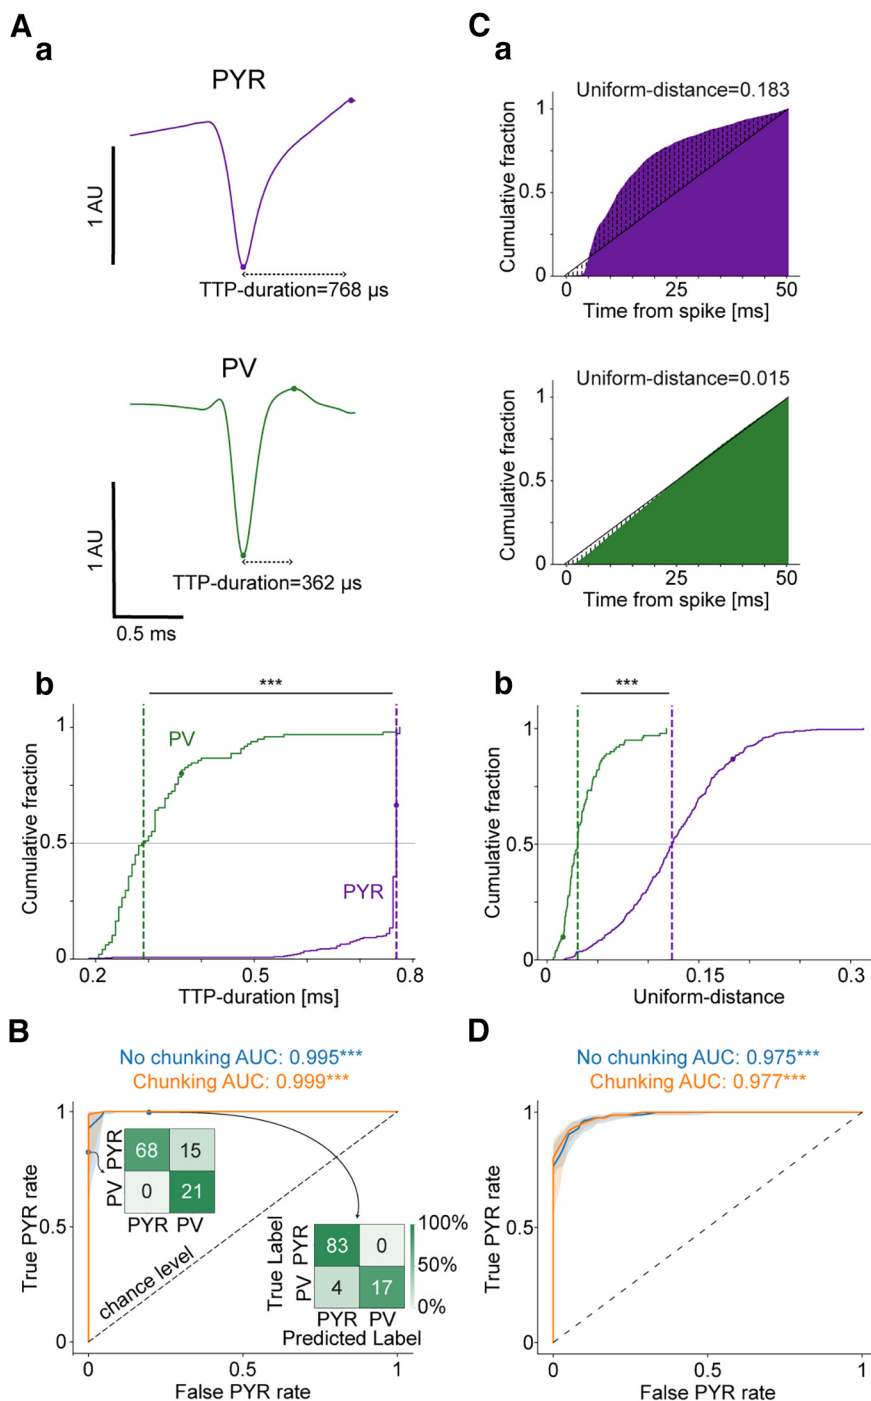 A
a
PYR
1 AU
TTP-duration=768 µs
PV
1 AU
TTP-duration=362 µs
0.5 ms
b
***
Cumulative fraction
1
0.5
0
PV
PYR
0.2
0.5
0.8
TTP-duration [ms]
B
No chunking AUC: 0.995***
Chunking AUC: 0.999***
True PYR rate
1
0.5
0
PYR
PV
68
15
0
21
PYR
PV
chance level
True Label
PYR
PV
83
0
4
17
PYR
PV
Predicted Label
100%
50%
0%
0
0.5
1
False PYR rate
C
a
Uniform-distance=0.183
Cumulative fraction
1
0.5
0
0
25
50
Time from spike [ms]
Uniform-distance=0.015
Cumulative fraction
1
0.5
0
0
25
50
Time from spike [ms]
b
***
Cumulative fraction
1
0.5
0
0
0.15
0.3
Uniform-distance
D
No chunking AUC: 0.975***
Chunking AUC: 0.977***
True PYR rate
1
0.5
0
0
0.5
1
False PYR rate